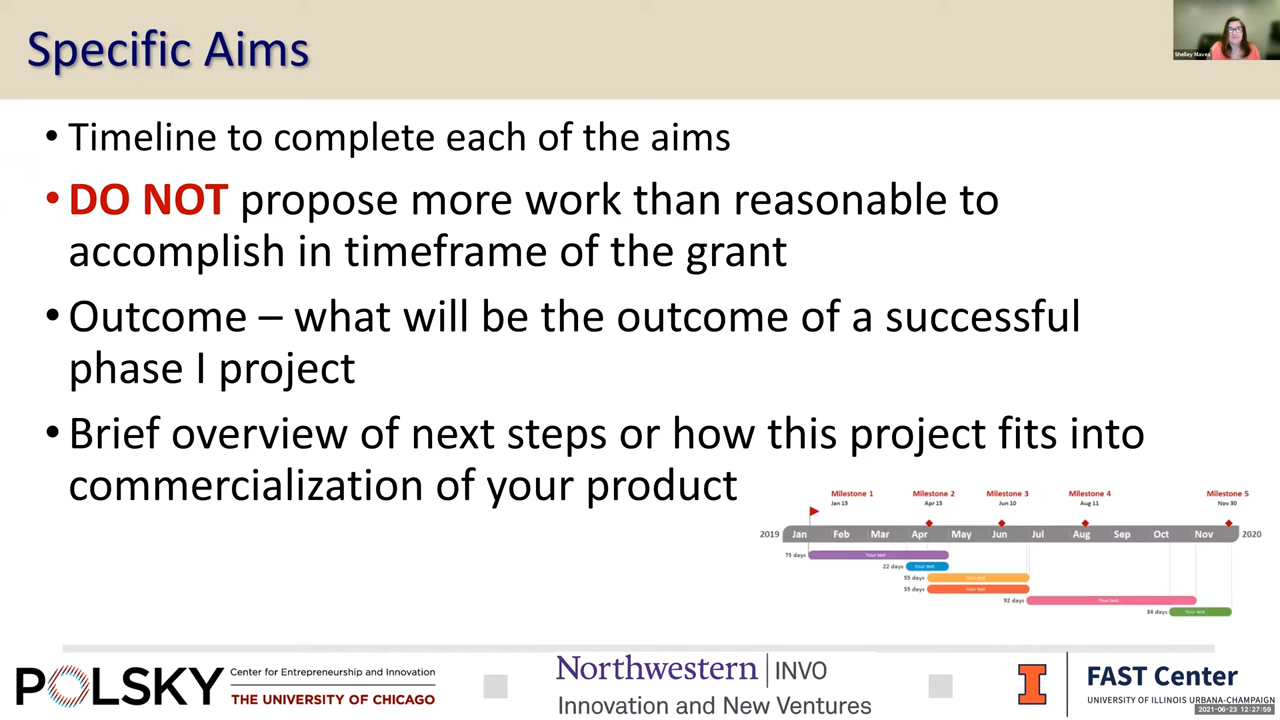 Specific Aims
Shelley Maves
• Timeline to complete each of the aims
• DO NOT propose more work than reasonable to
accomplish in timeframe of the grant
• Outcome – what will be the outcome of a successful
phase I project
• Brief overview of next steps or how this project fits into
commercialization of your product
Milestone 1 Milestone 2 Milestone 3 Milestone 4 Milestone 5
Jan 15 Apr 15 Jun 10 Aug 11 Nov 30
2019 Jan Feb Mar Apr May Jun Jul Aug Sep Oct Nov 2020
75 days Your text
22 days Your text
55 days Your text
55 days Your text
92 days Your text
34 days Your text
POLSKY Center for Entrepreneurship and Innovation
THE UNIVERSITY OF CHICAGO
Northwestern | INVO
Innovation and New Ventures
I FAST Center
UNIVERSITY OF ILLINOIS URBANA-CHAMPAIGN
2021-06-23 12:27:59